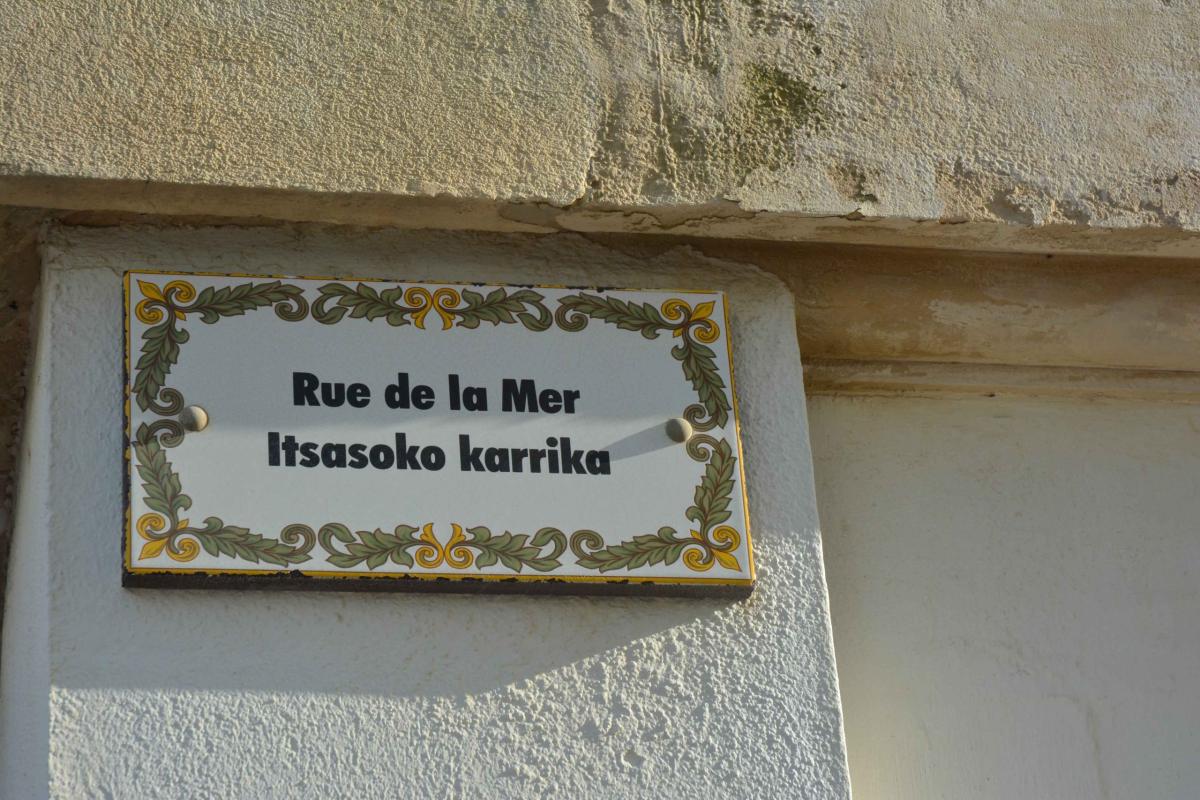 Rue de la Mer
Itsasoko karrika